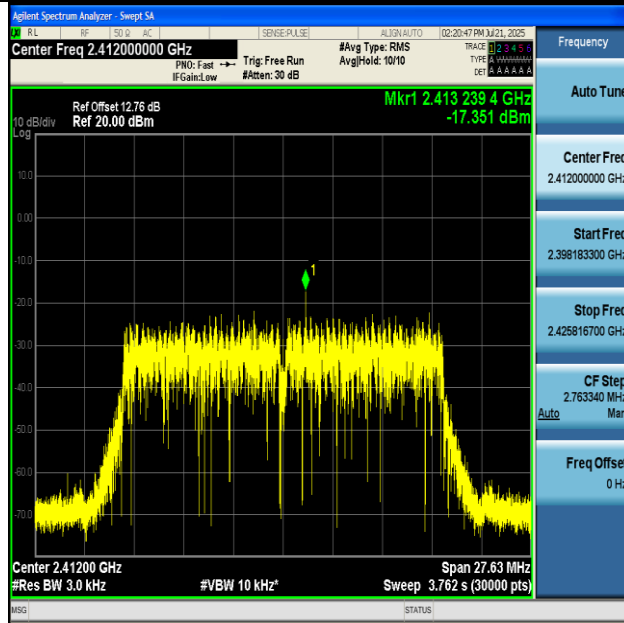 Agilent Spectrum Analyzer - Swept SA
RL RF 50 Ω AC SENSE:PULSE ALIGN AUTO 02:20:47 PM Jul 21, 2025
Center Freq 2.412000000 GHz
PNO: Fast
IFGain:Low
Trig: Free Run
#Atten: 30 dB
#Avg Type: RMS
Avg|Hold: 10/10
TRACE 1 2 3 4 5 6
TYPE A WWWWW
DET A A A A A A
Ref Offset 12.76 dB
10 dB/div Ref 20.00 dBm
Log
Mkr1 2.413 239 4 GHz
-17.351 dBm
10.0
0.00
-10.0
-20.0
-30.0
-40.0
-50.0
-60.0
-70.0
1
Center 2.41200 GHz Span 27.63 MHz
#Res BW 3.0 kHz #VBW 10 kHz* Sweep 3.762 s (30000 pts)
MSG STATUS
Frequency
Auto Tune
Center Freq
2.412000000 GHz
Start Freq
2.398183300 GHz
Stop Freq
2.425816700 GHz
CF Step
2.763340 MHz
Auto Man
Freq Offset
0 Hz